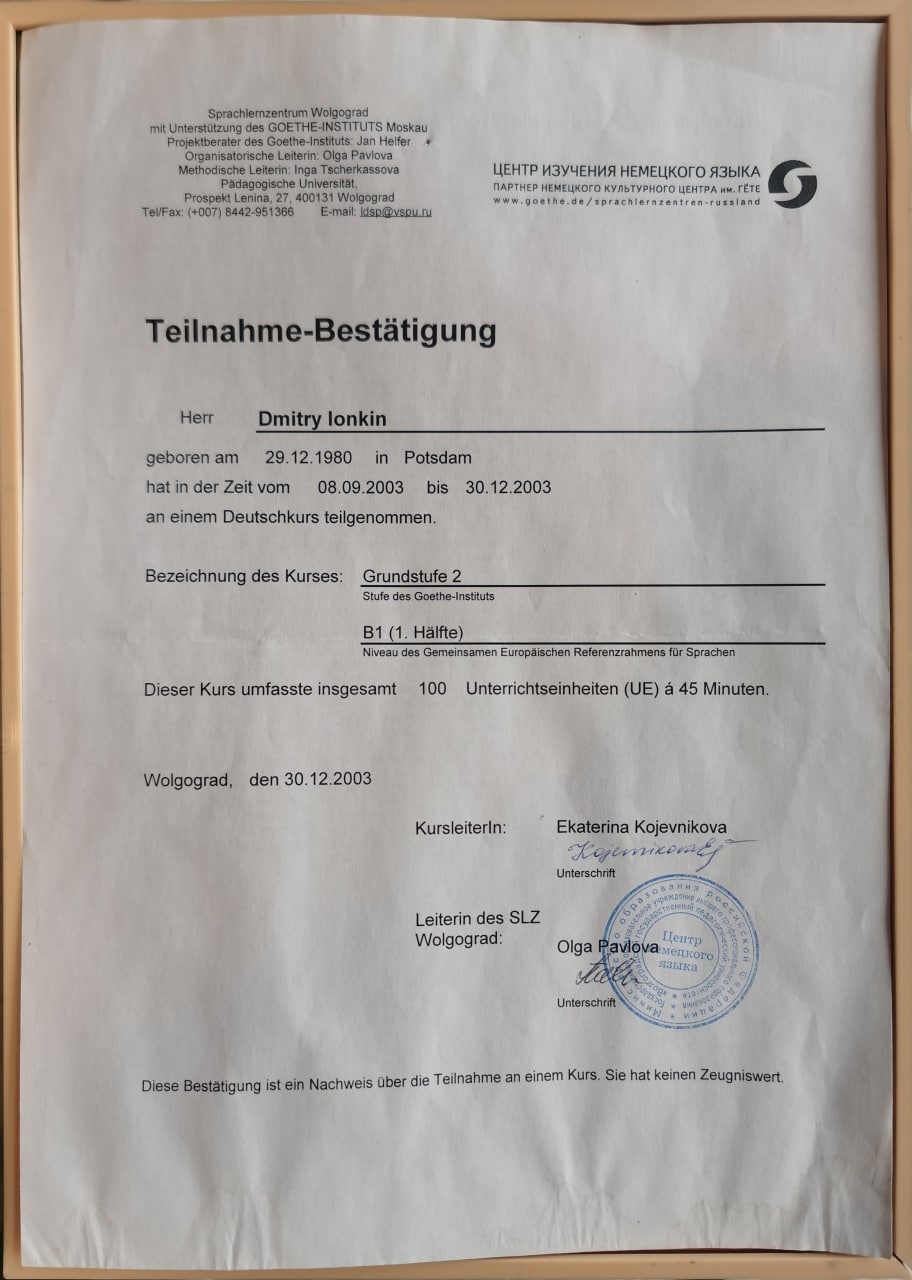 Sprachlernzentrum Wolgograd
mit Unterstützung des GOETHE-INSTITUTS Moskau
Projektberater des Goethe-Instituts: Jan Helfer
Organisatorische Leiterin: Olga Pavlova
Methodische Leiterin: Inga Tscherkassova
Pädagogische Universität,
Prospekt Lenina, 27, 400131 Wolgograd
Tel/Fax: (+007) 8442-951366 E-mail: ldsp@vspu.ru
ЦЕНТР ИЗУЧЕНИЯ НЕМЕЦКОГО ЯЗЫКА
ПАРТНЕР НЕМЕЦКОГО КУЛЬТУРНОГО ЦЕНТРА им. ГЁТЕ
www.goethe.de/sprachlernzentren-russland
Teilnahme-Bestätigung
Herr Dmitry Ionkin
geboren am 29.12.1980 in Potsdam
hat in der Zeit vom 08.09.2003 bis 30.12.2003
an einem Deutschkurs teilgenommen.
Bezeichnung des Kurses: Grundstufe 2
Stufe des Goethe-Instituts
B1 (1. Hälfte)
Niveau des Gemeinsamen Europäischen Referenzrahmens für Sprachen
Dieser Kurs umfasste insgesamt 100 Unterrichtseinheiten (UE) á 45 Minuten.
Wolgograd, den 30.12.2003
KursleiterIn: Ekaterina Kojevnikova
Unterschrift
Leiterin des SLZ
Wolgograd:
Olga Pavlova
Unterschrift
Центр
немецкого
языка
образования российской Федерации
государственный педагогический университет
Diese Bestätigung ist ein Nachweis über die Teilnahme an einem Kurs. Sie hat keinen Zeugniswert.